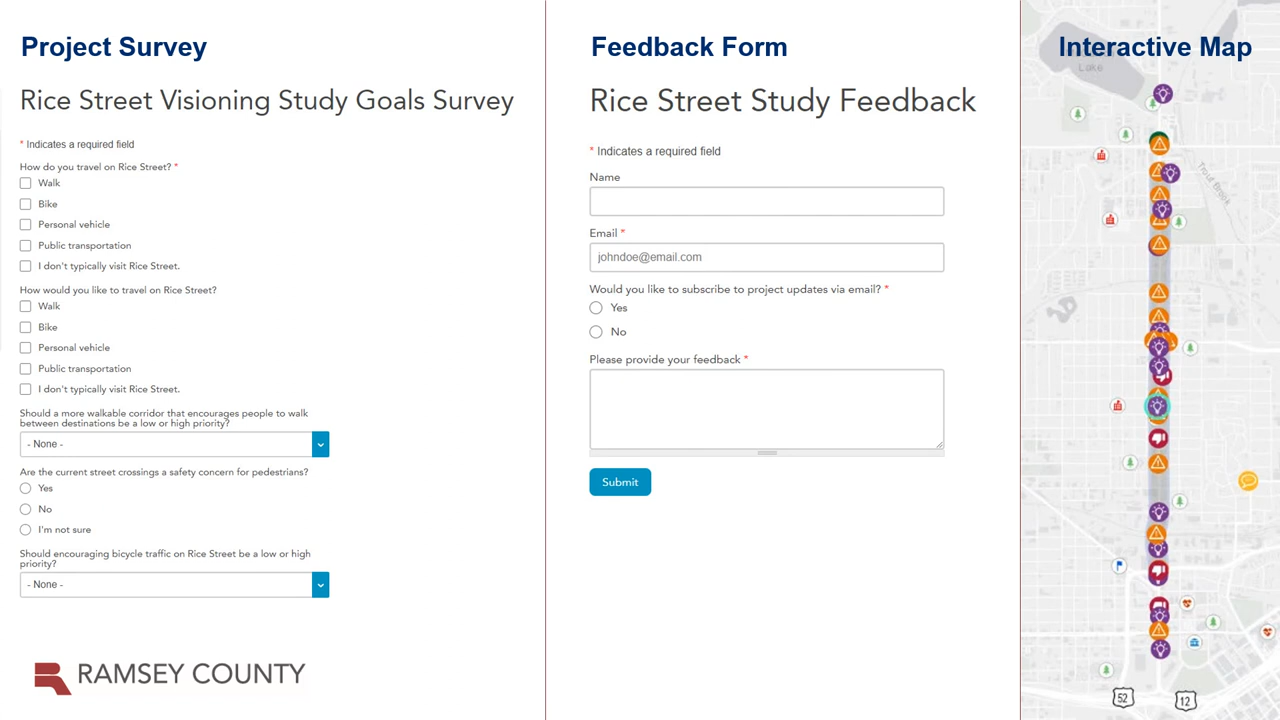 Project Survey
Rice Street Visioning Study Goals Survey
* Indicates a required field
How do you travel on Rice Street? *
Walk
Bike
Personal vehicle
Public transportation
I don't typically visit Rice Street.
How would you like to travel on Rice Street?
Walk
Bike
Personal vehicle
Public transportation
I don't typically visit Rice Street.
Should a more walkable corridor that encourages people to walk
between destinations be a low or high priority?
- None -
Are the current street crossings a safety concern for pedestrians?
Yes
No
I'm not sure
Should encouraging bicycle traffic on Rice Street be a low or high
priority?
- None -
RAMSEY COUNTY
Feedback Form
Rice Street Study Feedback
* Indicates a required field
Name
Email *
johndoe@email.com
Would you like to subscribe to project updates via email? *
Yes
No
Please provide your feedback *
Submit
Interactive Map
Lake
Trout Brook
52
12